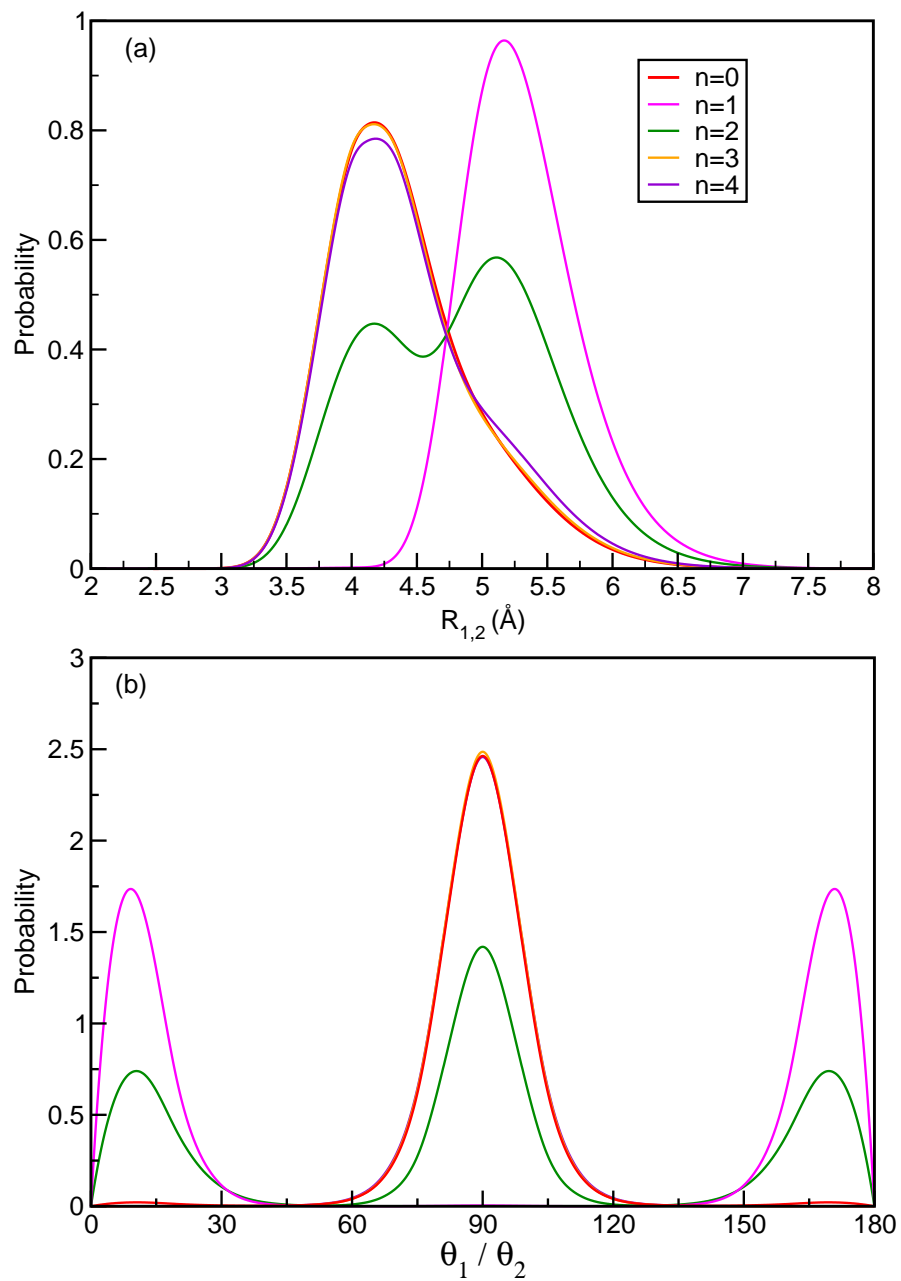 (a)
n=0
n=1
n=2
n=3
n=4
Probability
1
0.8
0.6
0.4
0.2
0
2 2.5 3 3.5 4 4.5 5 5.5 6 6.5 7 7.5 8
R1,2 (Å)
(b)
Probability
3
2.5
2
1.5
1
0.5
0
0 30 60 90 120 150 180
θ1 / θ2